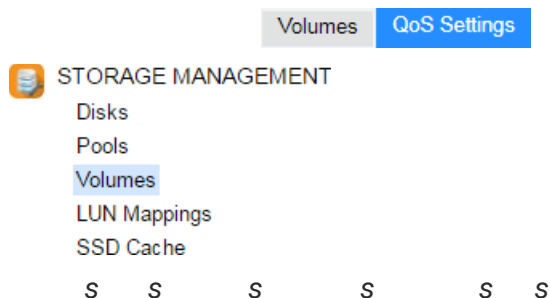 Volumes QoS Settings
STORAGE MANAGEMENT
Disks
Pools
Volumes
LUN Mappings
SSD Cache
s s s s s s